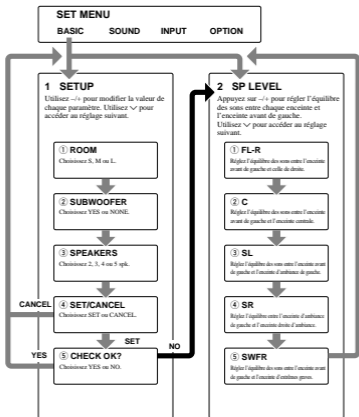 SET MENU
BASIC SOUND INPUT OPTION
1 SETUP
Utilisez –/+ pour modifier la valeur de
chaque paramètre. Utilisez ∨ pour
accéder au réglage suivant.
① ROOM
Choisissez S, M ou L.
② SUBWOOFER
Choisissez YES ou NONE.
③ SPEAKERS
Choisissez 2, 3, 4 ou 5 spk.
CANCEL
④ SET/CANCEL
Choisissez SET ou CANCEL.
SET
NO
YES
⑤ CHECK OK?
Choisissez YES ou NO.
2 SP LEVEL
Appuyez sur –/+ pour régler l'équilibre
des sons entre chaque enceinte et
l'enceinte avant de gauche.
Utilisez ∨ pour accéder au réglage
suivant.
① FL-R
Réglez l'équilibre des sons entre l'enceinte
avant de gauche et celle de droite.
② C
Réglez l'équilibre des sons entre l'enceinte
avant de gauche et l'enceinte centrale.
③ SL
Réglez l'équilibre des sons entre l'enceinte avant
de gauche et l'enceinte d'ambiance de gauche.
④ SR
Réglez l'équilibre des sons entre l'enceinte d'ambiance
de gauche et l'enceinte droite d'ambiance.
⑤ SWFR
Réglez l'équilibre des sons entre l'enceinte avant
de gauche et l'enceinte d'extrêmes graves.